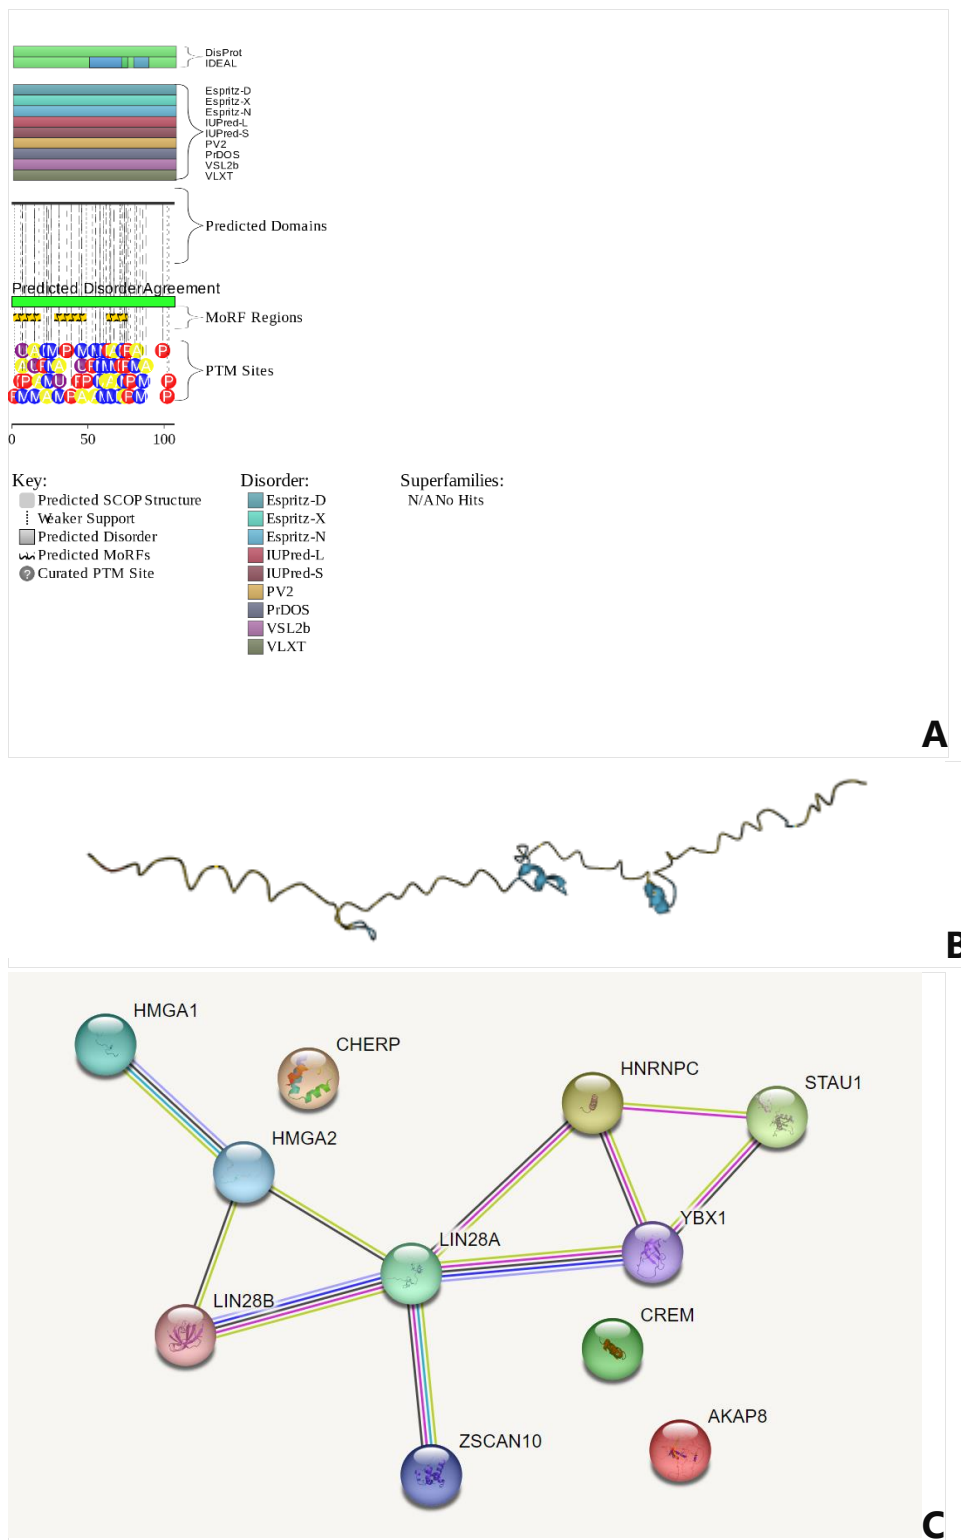 DisProt
IDEAL
Espritz-D
Espritz-X
Espritz-N
IUPred-L
IUPred-S
PV2
PrDOS
VSL2b
VLXT
Predicted Domains
Predicted DisorderAgreement
MoRF Regions
PTM Sites
0 50 100
Key: Disorder: Superfamilies:
Predicted SCOP Structure Espritz-D N/A No Hits
Weaker Support Espritz-X
Predicted Disorder Espritz-N
Predicted MoRFs IUPred-L
? Curated PTM Site IUPred-S
PV2
PrDOS
VSL2b
VLXT
A
B
HMGA1
CHERP
HNRNPC
STAU1
HMGA2
YBX1
LIN28A
LIN28B
CREM
AKAP8
ZSCAN10
C